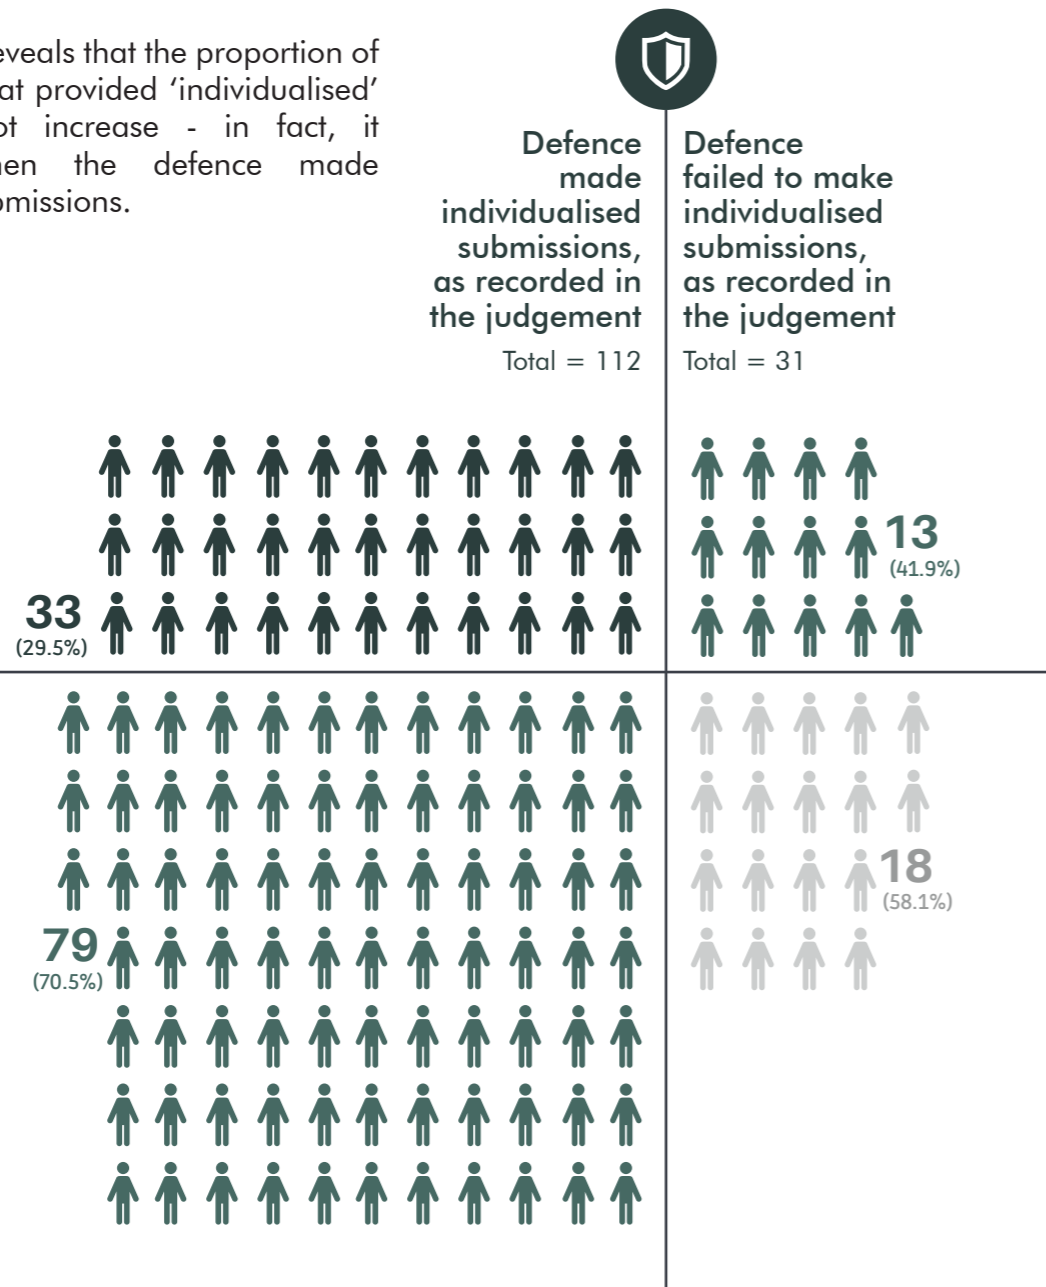 eveals that the proportion of
at provided ‘individualised’
ot increase - in fact, it
hen the defence made
bmissions.
Defence
made
individualised
submissions,
as recorded in
the judgement
Total = 112
Defence
failed to make
individualised
submissions,
as recorded in
the judgement
Total = 31
13
(41.9%)
33
(29.5%)
18
(58.1%)
79
(70.5%)